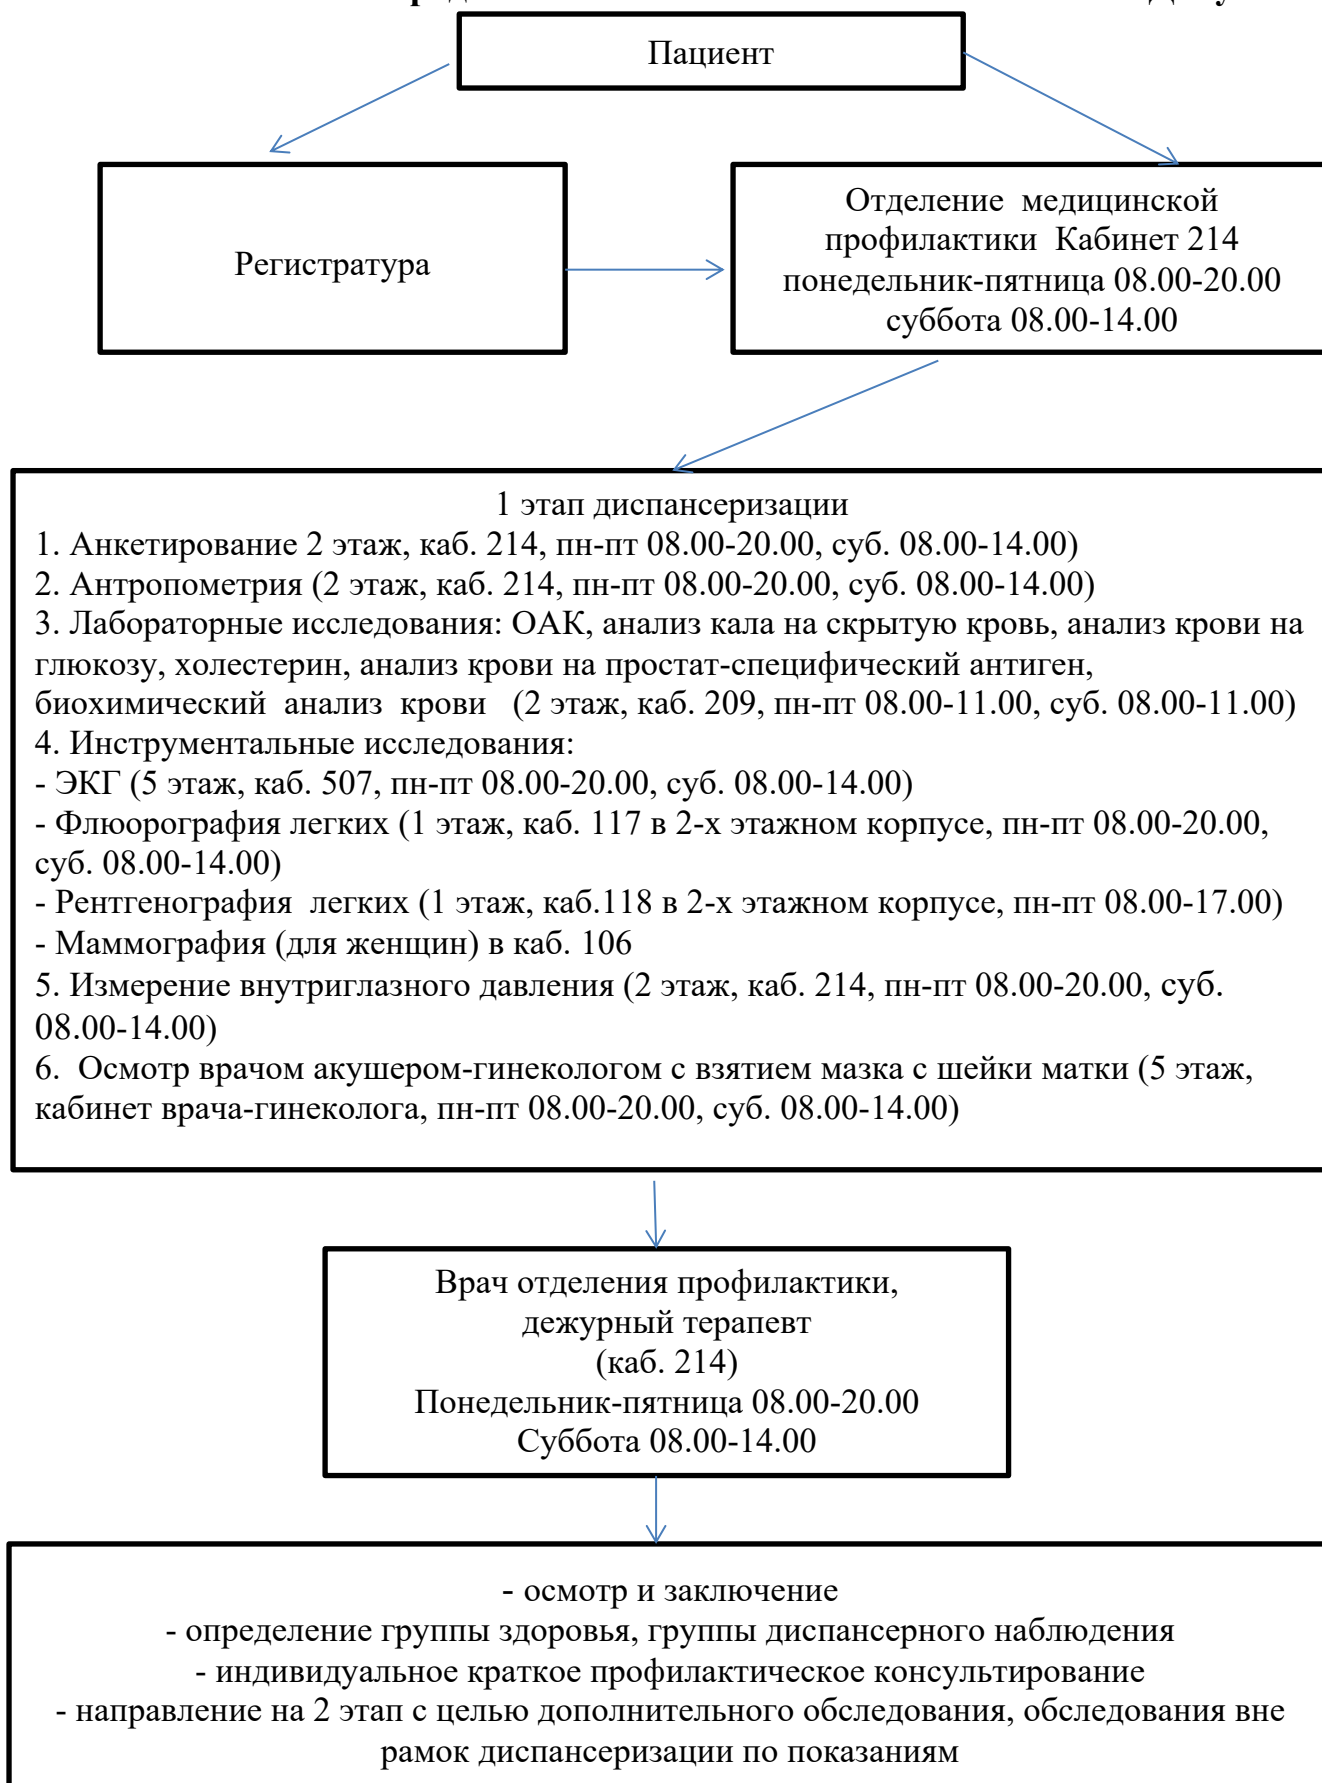 Пациент
Регистратура
Отделение медицинской
профилактики Кабинет 214
понедельник-пятница 08.00-20.00
суббота 08.00-14.00
1 этап диспансеризации
1. Анкетирование 2 этаж, каб. 214, пн-пт 08.00-20.00, суб. 08.00-14.00)
2. Антропометрия (2 этаж, каб. 214, пн-пт 08.00-20.00, суб. 08.00-14.00)
3. Лабораторные исследования: ОАК, анализ кала на скрытую кровь, анализ крови на
глюкозу, холестерин, анализ крови на простат-специфический антиген,
биохимический анализ крови (2 этаж, каб. 209, пн-пт 08.00-11.00, суб. 08.00-11.00)
4. Инструментальные исследования:
- ЭКГ (5 этаж, каб. 507, пн-пт 08.00-20.00, суб. 08.00-14.00)
- Флюорография легких (1 этаж, каб. 117 в 2-х этажном корпусе, пн-пт 08.00-20.00,
суб. 08.00-14.00)
- Рентгенография легких (1 этаж, каб.118 в 2-х этажном корпусе, пн-пт 08.00-17.00)
- Маммография (для женщин) в каб. 106
5. Измерение внутриглазного давления (2 этаж, каб. 214, пн-пт 08.00-20.00, суб.
08.00-14.00)
6. Осмотр врачом акушером-гинекологом с взятием мазка с шейки матки (5 этаж,
кабинет врача-гинеколога, пн-пт 08.00-20.00, суб. 08.00-14.00)
Врач отделения профилактики,
дежурный терапевт
(каб. 214)
Понедельник-пятница 08.00-20.00
Суббота 08.00-14.00
- осмотр и заключение
- определение группы здоровья, группы диспансерного наблюдения
- индивидуальное краткое профилактическое консультирование
- направление на 2 этап с целью дополнительного обследования, обследования вне
рамок диспансеризации по показаниям